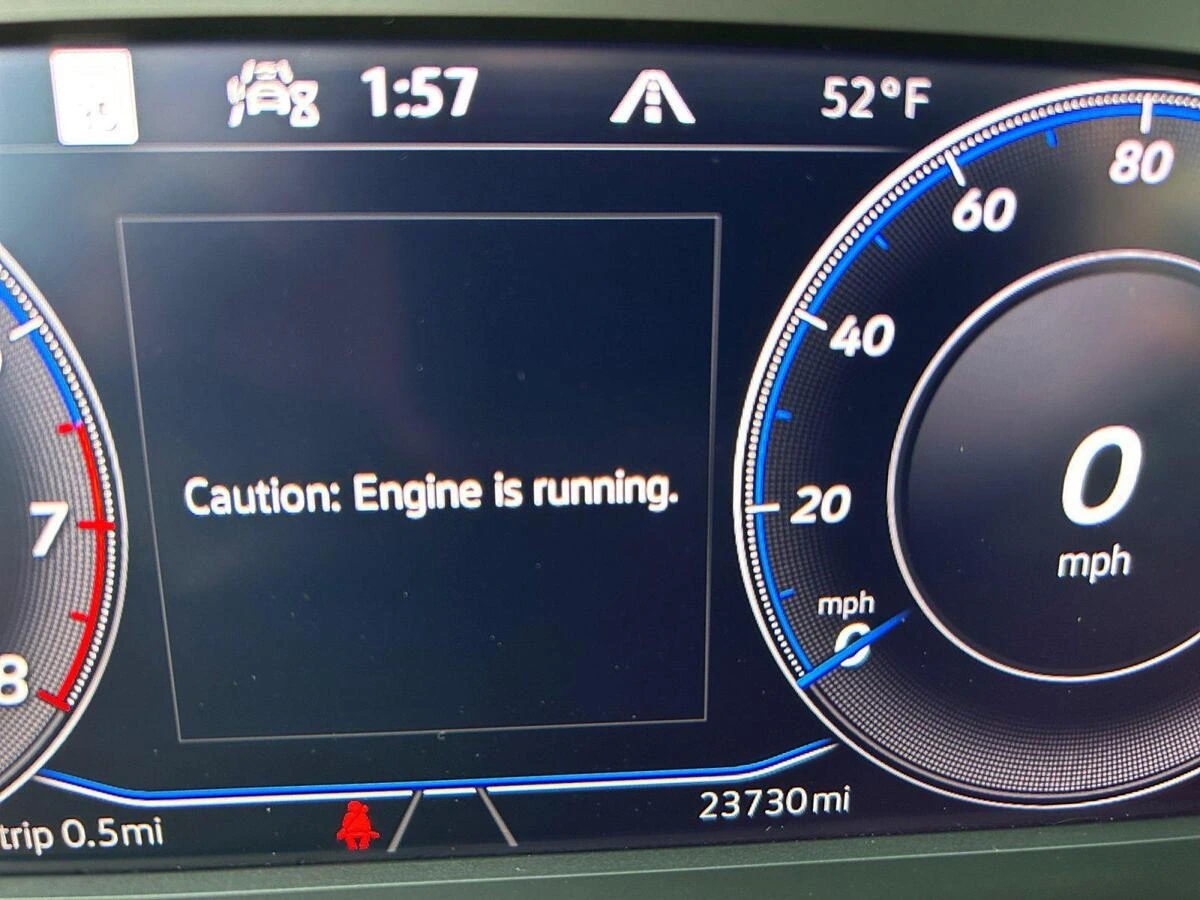 1:57
52°F
80
60
40
20
mph
0
0
mph
7
8
Caution: Engine is running.
trip 0.5mi
23730mi